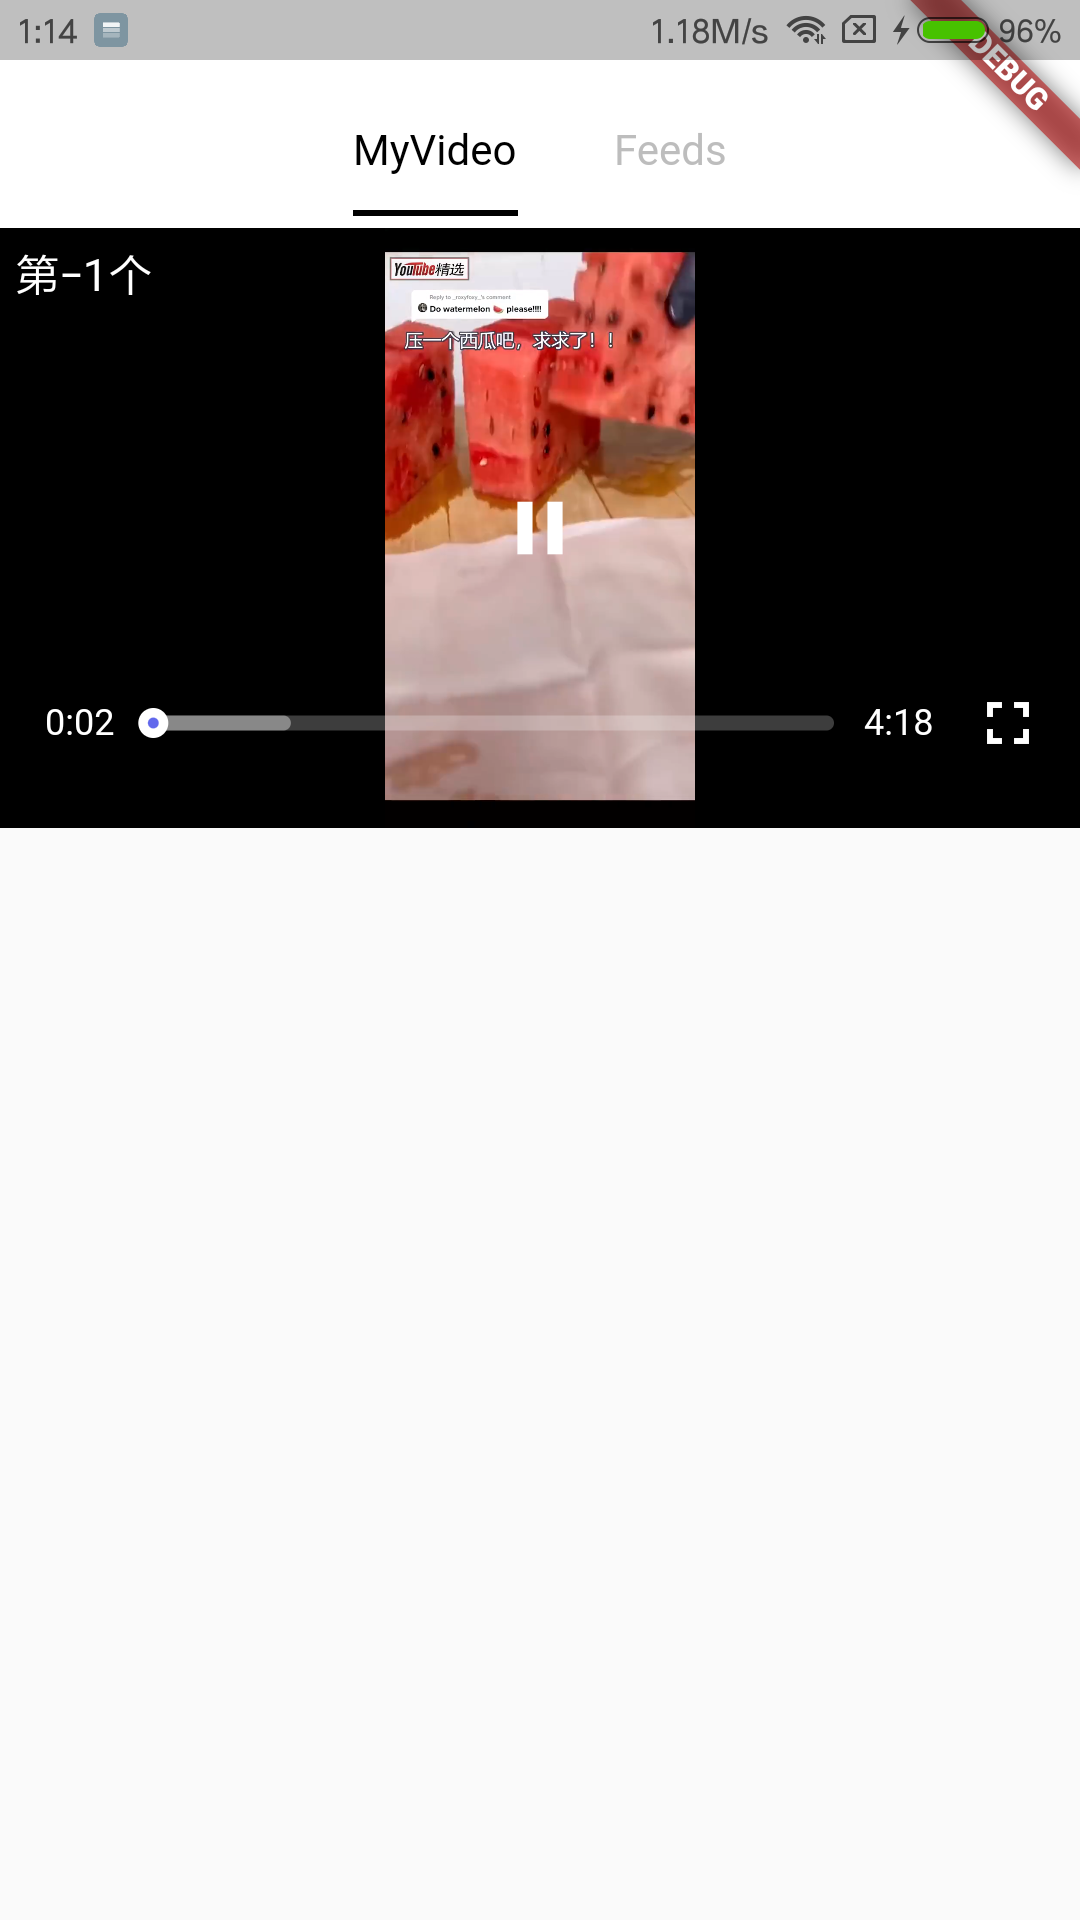 1:14
1.18M/s
96%
DEBUG
MyVideo
Feeds
第-1个
YouTube精选
Reply to _roxyfoxy_'s comment
Do watermelon 🍉 please!!!!
压一个西瓜吧，求求了！！
0:02
4:18